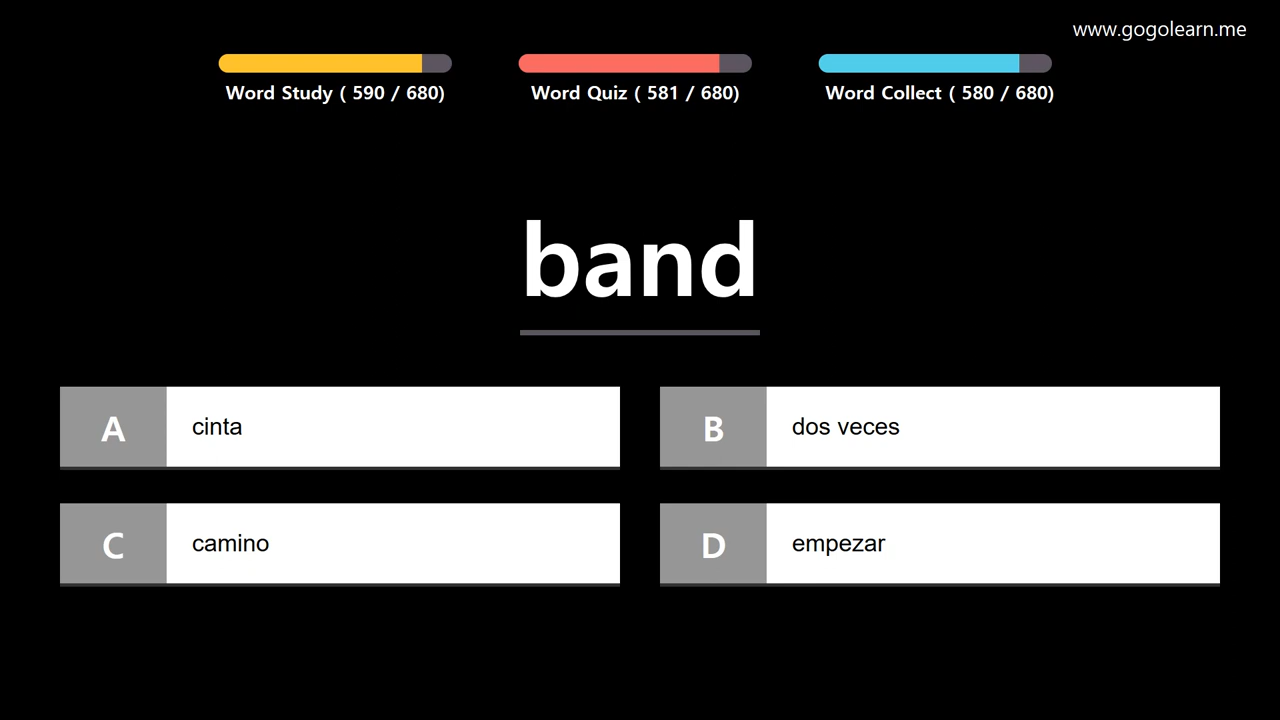 www.gogolearn.me
Word Study ( 590 / 680)
Word Quiz ( 581 / 680)
Word Collect ( 580 / 680)
band
A
cinta
B
dos veces
C
camino
D
empezar